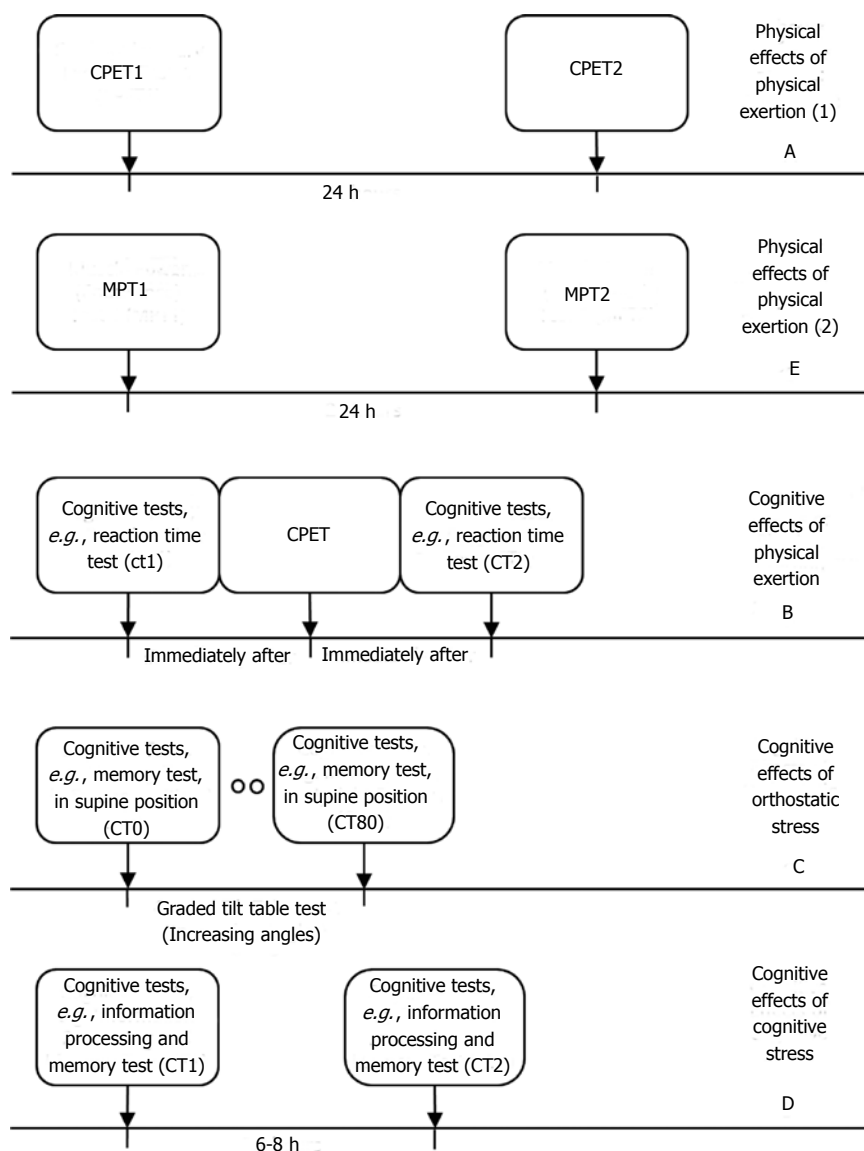 CPET1
CPET2
Physical
effects of
physical
exertion (1)
A
24 h
MPT1
MPT2
Physical
effects of
physical
exertion (2)
E
24 h
Cognitive tests,
e.g., reaction time
test (ct1)
CPET
Cognitive tests,
e.g., reaction time
test (CT2)
Cognitive
effects of
physical
exertion
B
Immediately after
Immediately after
Cognitive tests,
e.g., memory test,
in supine position
(CT0)
Cognitive tests,
e.g., memory test,
in supine position
(CT80)
Cognitive
effects of
orthostatic
stress
C
Graded tilt table test
(Increasing angles)
Cognitive tests,
e.g., information
processing and
memory test (CT1)
Cognitive tests,
e.g., information
processing and
memory test (CT2)
Cognitive
effects of
cognitive
stress
D
6-8 h